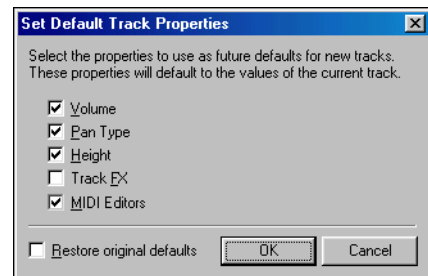 Set Default Track Properties
Select the properties to use as future defaults for new tracks.
These properties will default to the values of the current track.
Volume
Pan Type
Height
Track FX
MIDI Editors
Restore original defaults OK Cancel